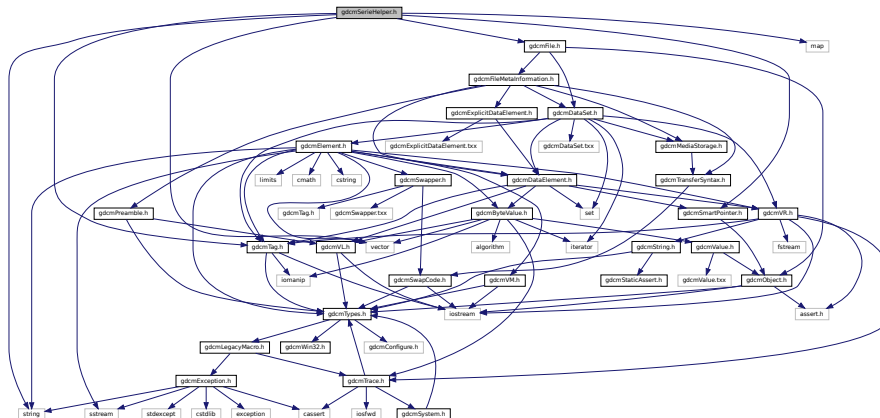 gdcmSerieHelper.h
gdcmFile.h
map
gdcmFileMetaInformation.h
gdcmExplicitDataElement.h
gdcmDataSet.h
gdcmElement.h
gdcmExplicitDataElement.txx
gdcmDataSet.txx
gdcmMediaStorage.h
limits
cmath
cstring
gdcmSwapper.h
gdcmDataElement.h
gdcmTransferSyntax.h
gdcmPreamble.h
gdcmTag.h
gdcmSwapper.txx
gdcmByteValue.h
set
gdcmSmartPointer.h
gdcmVR.h
gdcmTag.h
gdcmVL.h
vector
algorithm
iterator
gdcmString.h
gdcmValue.h
fstream
iomanip
gdcmSwapCode.h
gdcmVM.h
gdcmStaticAssert.h
gdcmValue.txx
gdcmObject.h
gdcmTypes.h
iostream
assert.h
gdcmLegacyMacro.h
gdcmWin32.h
gdcmConfigure.h
gdcmException.h
gdcmTrace.h
string
sstream
stdexcept
cstdlib
exception
cassert
iosfwd
gdcmSystem.h